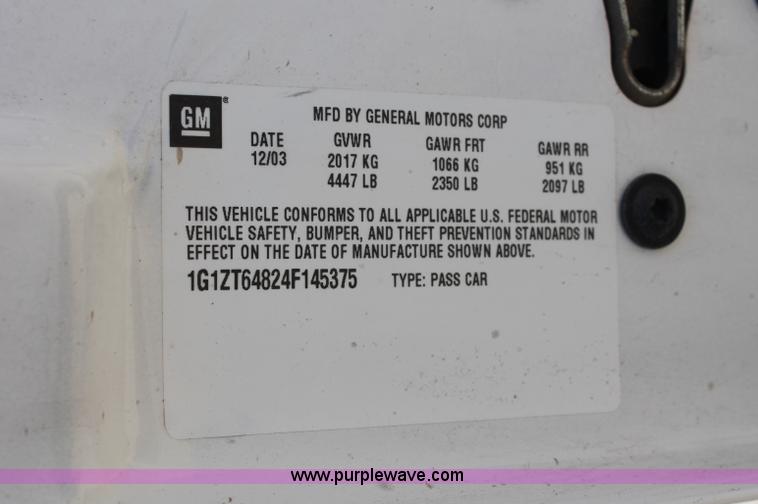 GM ® MFD BY GENERAL MOTORS CORP
DATE GVWR GAWR FRT GAWR RR
12/03 2017 KG 1066 KG 951 KG
4447 LB 2350 LB 2097 LB
THIS VEHICLE CONFORMS TO ALL APPLICABLE U.S. FEDERAL MOTOR
VEHICLE SAFETY, BUMPER, AND THEFT PREVENTION STANDARDS IN
EFFECT ON THE DATE OF MANUFACTURE SHOWN ABOVE.
1G1ZT64824F145375 TYPE: PASS CAR
www.purplewave.com